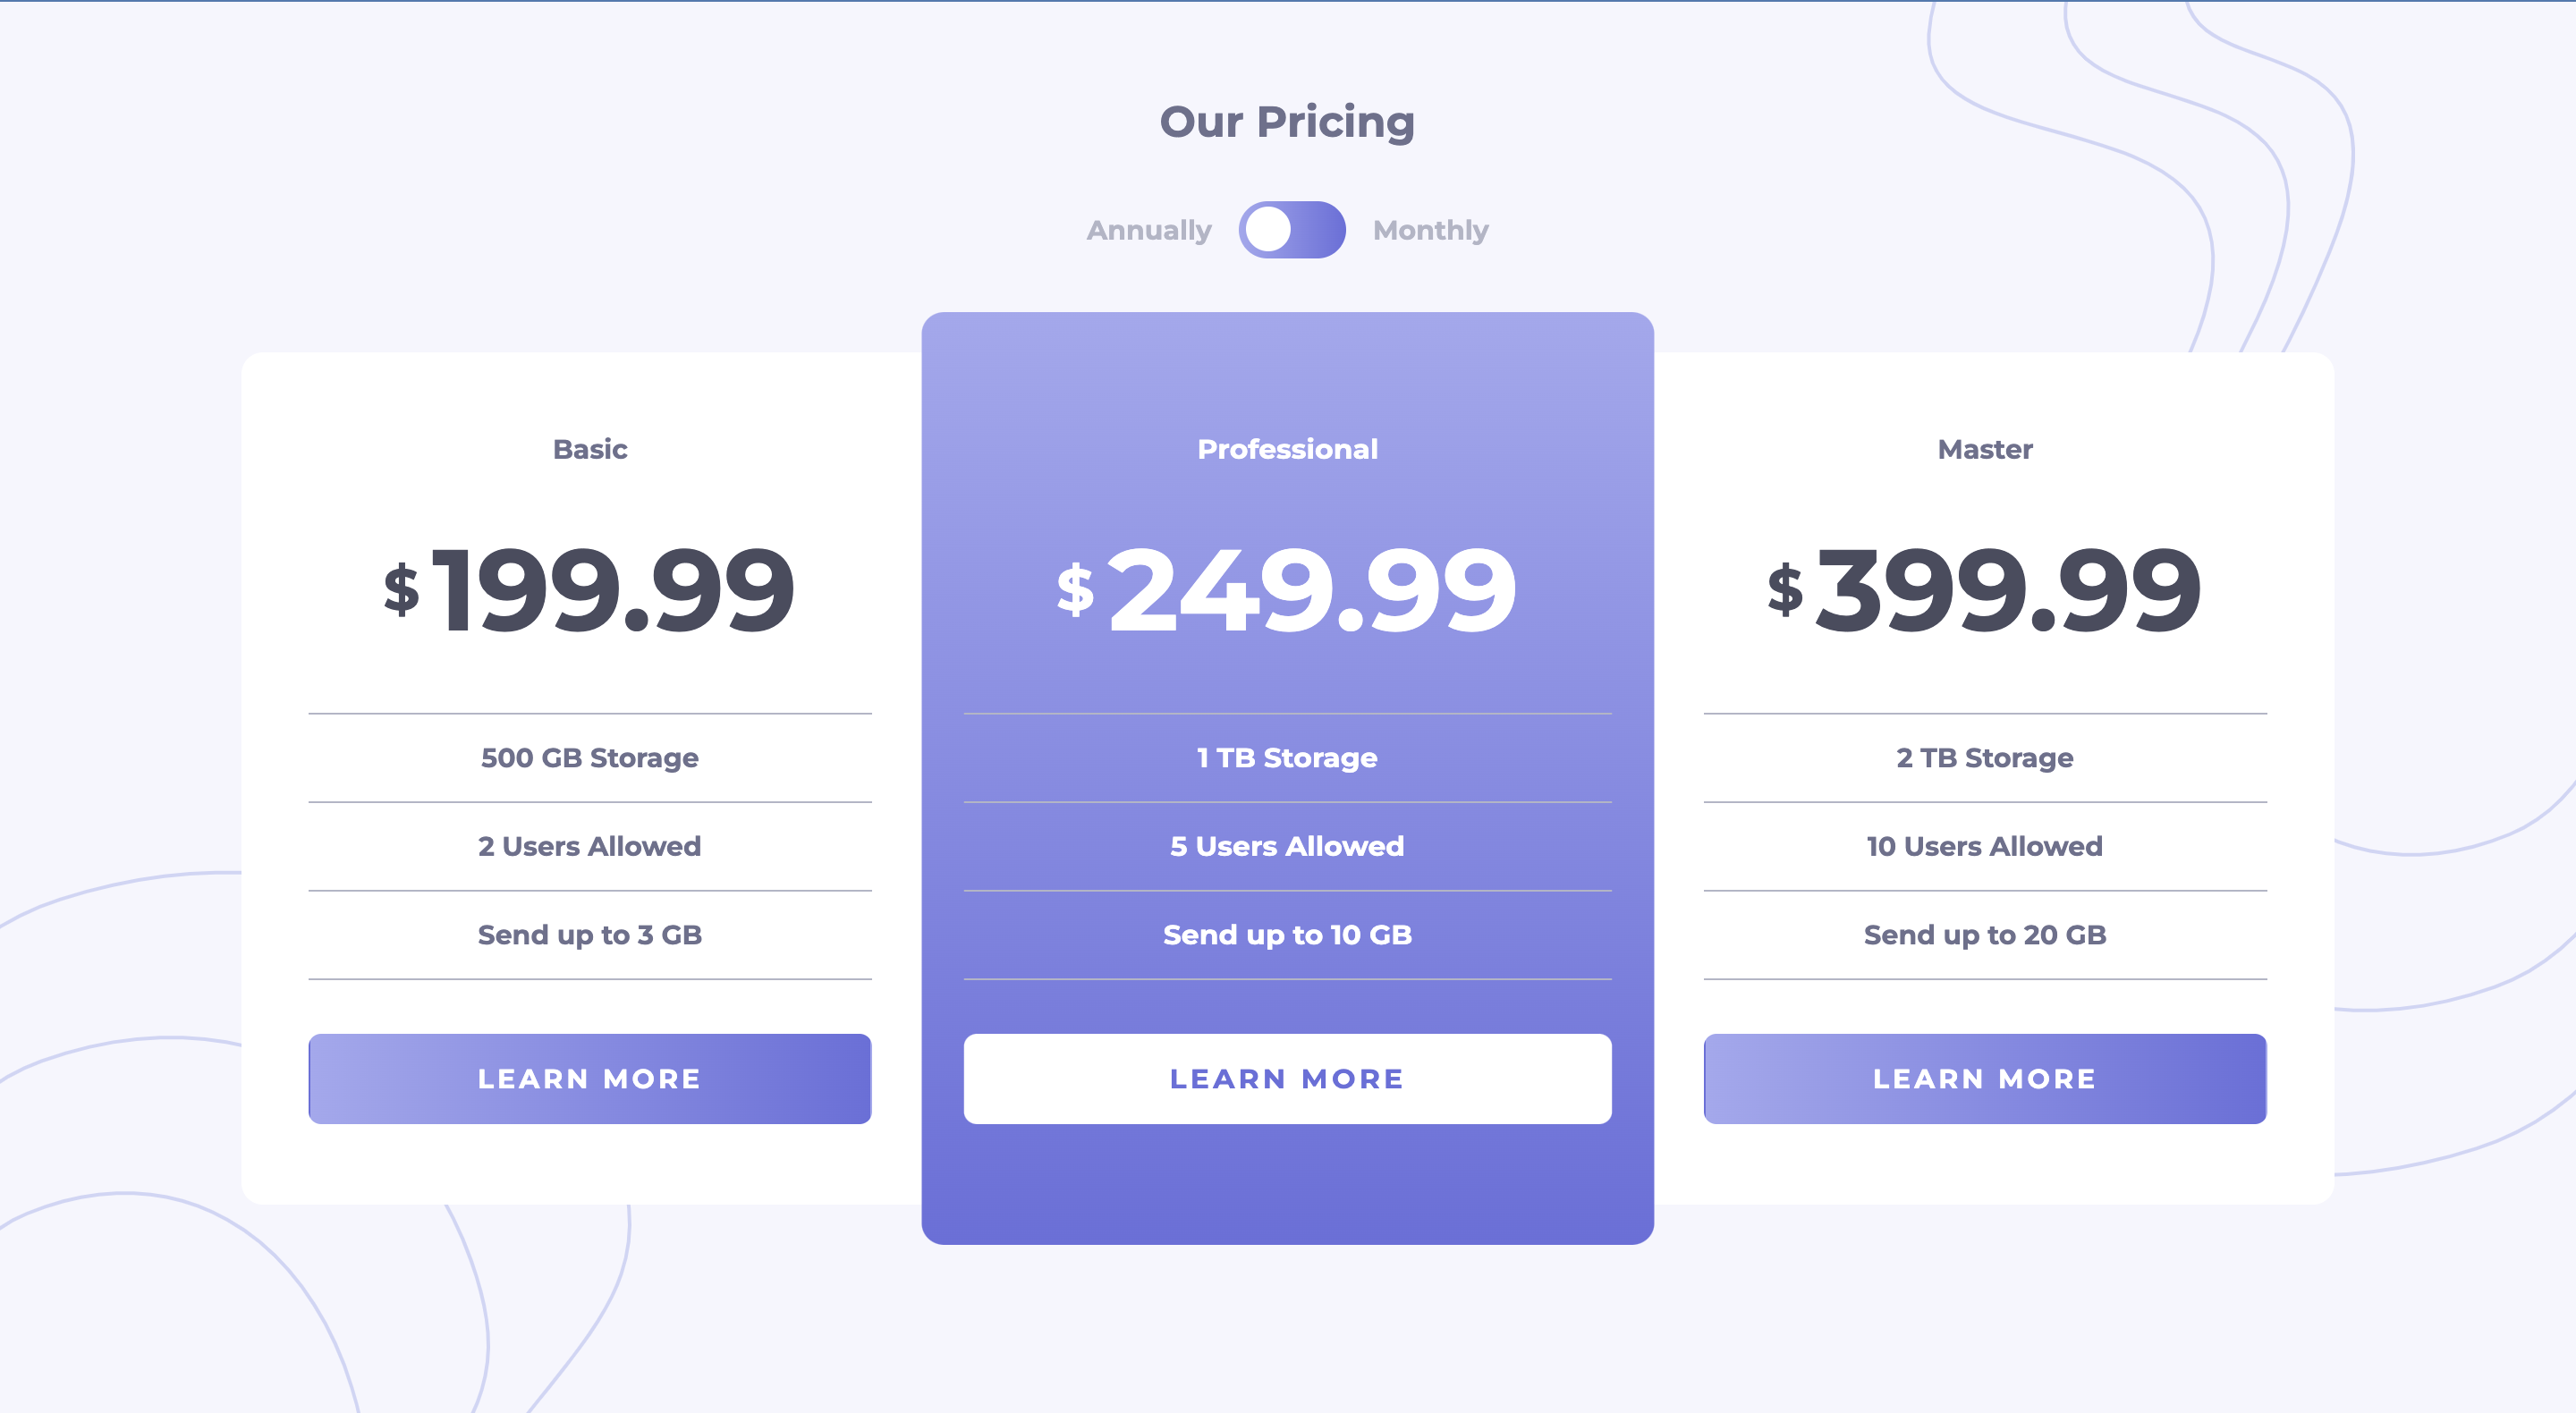 Our Pricing
Annually Monthly
Basic
$199.99
500 GB Storage
2 Users Allowed
Send up to 3 GB
LEARN MORE
Professional
$249.99
1 TB Storage
5 Users Allowed
Send up to 10 GB
LEARN MORE
Master
$399.99
2 TB Storage
10 Users Allowed
Send up to 20 GB
LEARN MORE